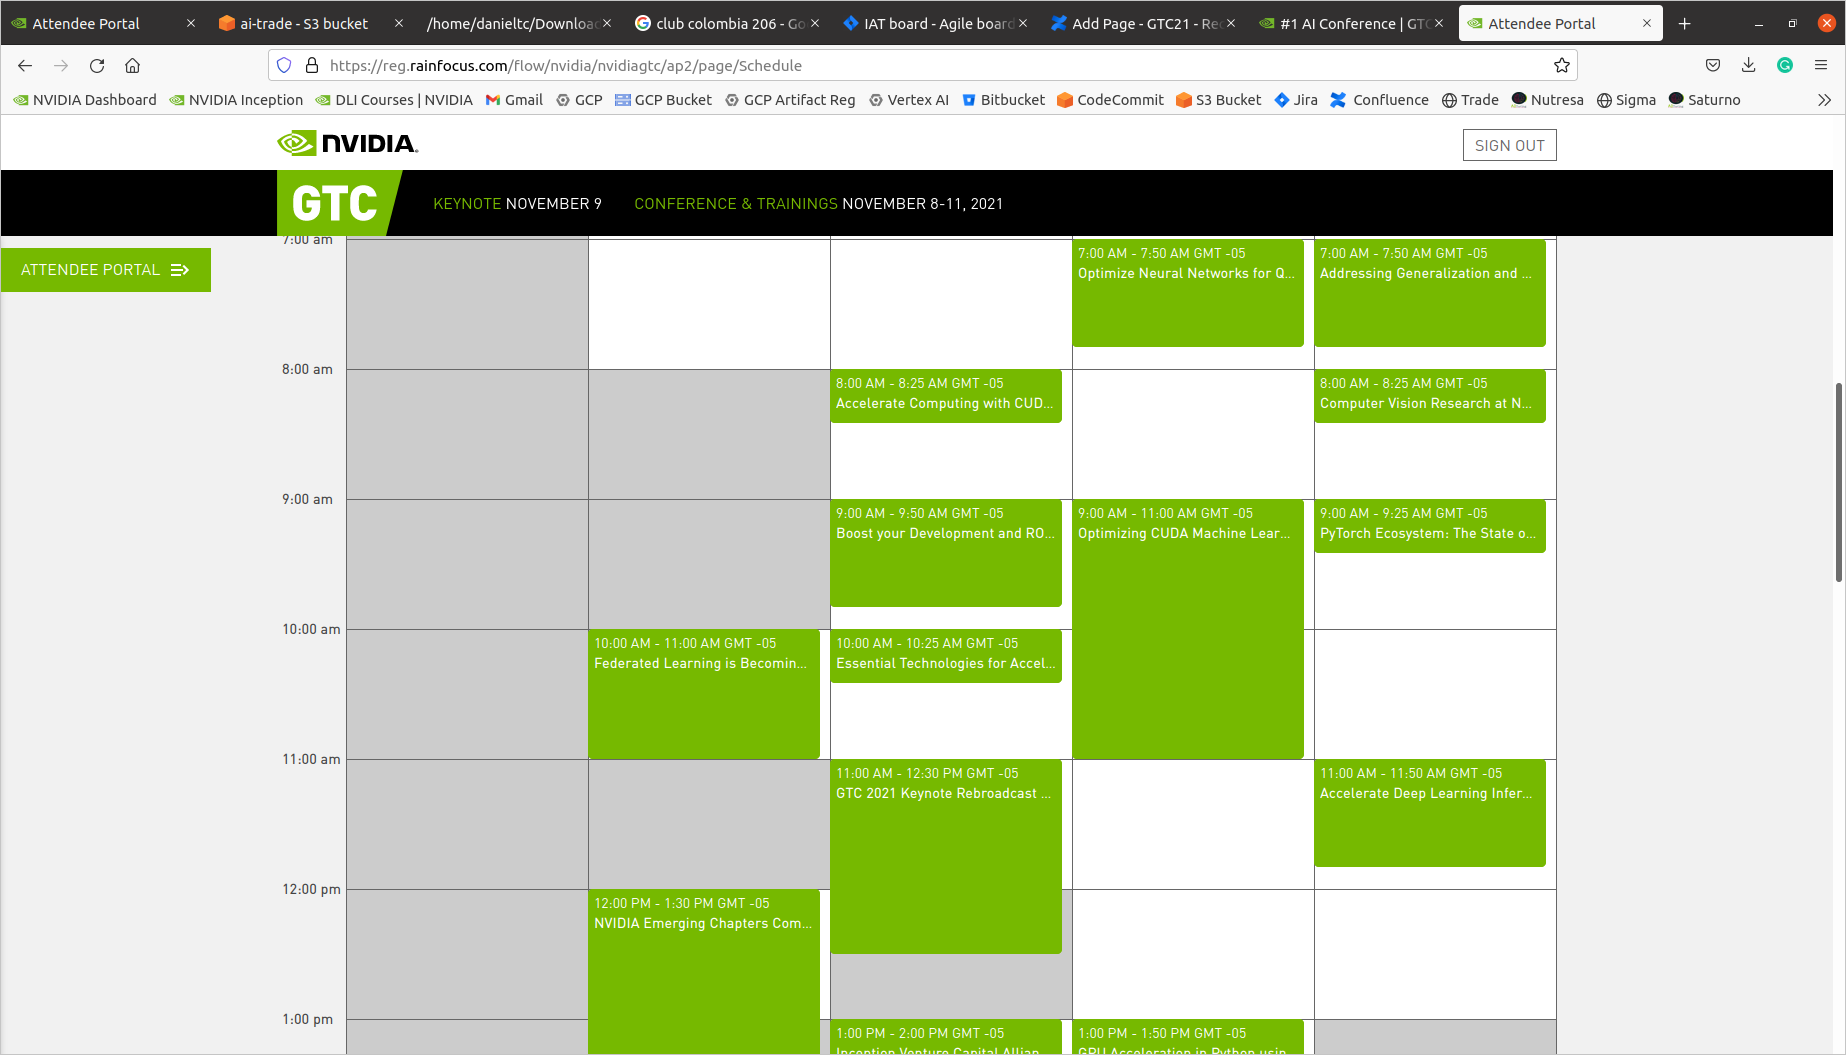 Attendee Portal
ai-trade - S3 bucket
/home/danieltc/Downloa
club colombia 206 - Go
IAT board - Agile board
Add Page - GTC21 - Re
#1 AI Conference | GTC
Attendee Portal
https://reg.rainfocus.com/flow/nvidia/nvidiagtc/ap2/page/Schedule
NVIDIA Dashboard
NVIDIA Inception
DLI Courses | NVIDIA
Gmail
GCP
GCP Bucket
GCP Artifact Reg
Vertex AI
Bitbucket
CodeCommit
S3 Bucket
Jira
Confluence
Trade
Nutresa
Sigma
Saturno
NVIDIA.
SIGN OUT
GTC
KEYNOTE NOVEMBER 9
CONFERENCE & TRAININGS NOVEMBER 8-11, 2021
ATTENDEE PORTAL
7:00 am
7:00 AM - 7:50 AM GMT -05
Optimize Neural Networks for Q...
7:00 AM - 7:50 AM GMT -05
Addressing Generalization and ...
8:00 am
8:00 AM - 8:25 AM GMT -05
Accelerate Computing with CUD...
8:00 AM - 8:25 AM GMT -05
Computer Vision Research at N...
9:00 am
9:00 AM - 9:50 AM GMT -05
Boost your Development and RO...
9:00 AM - 11:00 AM GMT -05
Optimizing CUDA Machine Lear...
9:00 AM - 9:25 AM GMT -05
PyTorch Ecosystem: The State o...
10:00 am
10:00 AM - 11:00 AM GMT -05
Federated Learning is Becomin...
10:00 AM - 10:25 AM GMT -05
Essential Technologies for Accel...
11:00 am
11:00 AM - 12:30 PM GMT -05
GTC 2021 Keynote Rebroadcast ...
11:00 AM - 11:50 AM GMT -05
Accelerate Deep Learning Infer...
12:00 pm
12:00 PM - 1:30 PM GMT -05
NVIDIA Emerging Chapters Com...
1:00 pm
1:00 PM - 2:00 PM GMT -05
Inception Venture Capital Allian...
1:00 PM - 1:50 PM GMT -05
GPU Acceleration in Python usin...